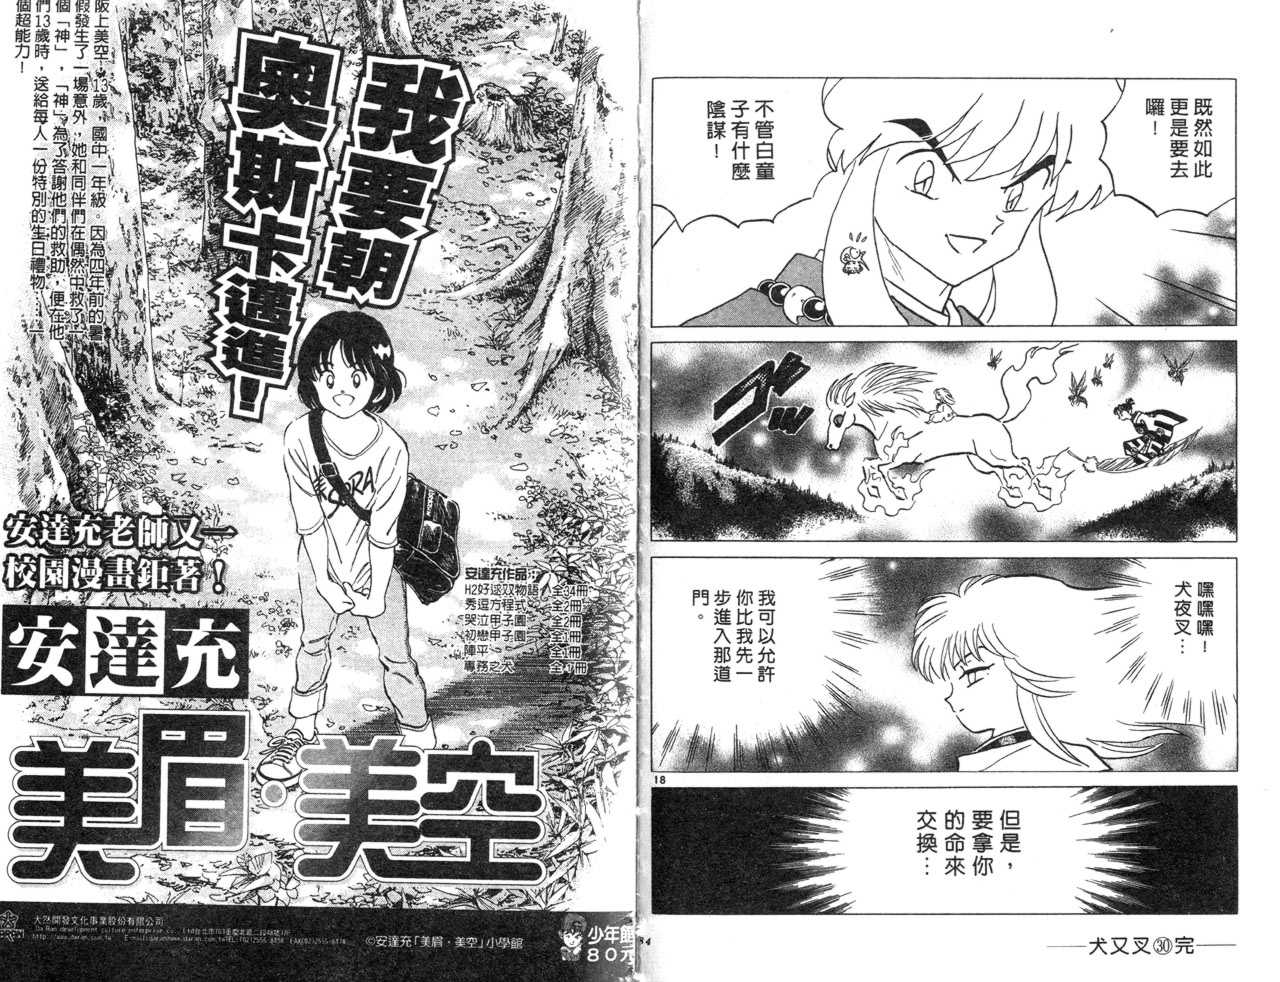 既然如此
更是要去
囉！
不管白童
子有什麼
陰謀！
嘿嘿嘿！
犬夜叉…
我可以允許
你比我先一
步進入那道
門。
18
但是，
要拿你
的命來
交換…
犬又叉㉚完
84
我要朝
奧斯卡邁進！
阪上美空，13歲，國中一年級。因為四年前的暑
假發生了一場意外，她和同伴們在偶然中救了一
個「神」，「神」為了答謝他們的救助，便在他
們13歲時，送給每人一份特別的生日禮物……一
個超能力！
安達充老師又一
校園漫畫鉅著！
安達充
美眉・美空
安達充作品：
H2好逑双物語 全34冊
秀逗方程式 全2冊
哭泣甲子園 全2冊
初戀甲子園 全1冊
陣平 全1冊
專務之犬 全1冊
大然開發文化事業股份有限公司
Da Ran development culture enterprise co. Ltd
©安達充「美眉・美空」小學館
少年館
80元